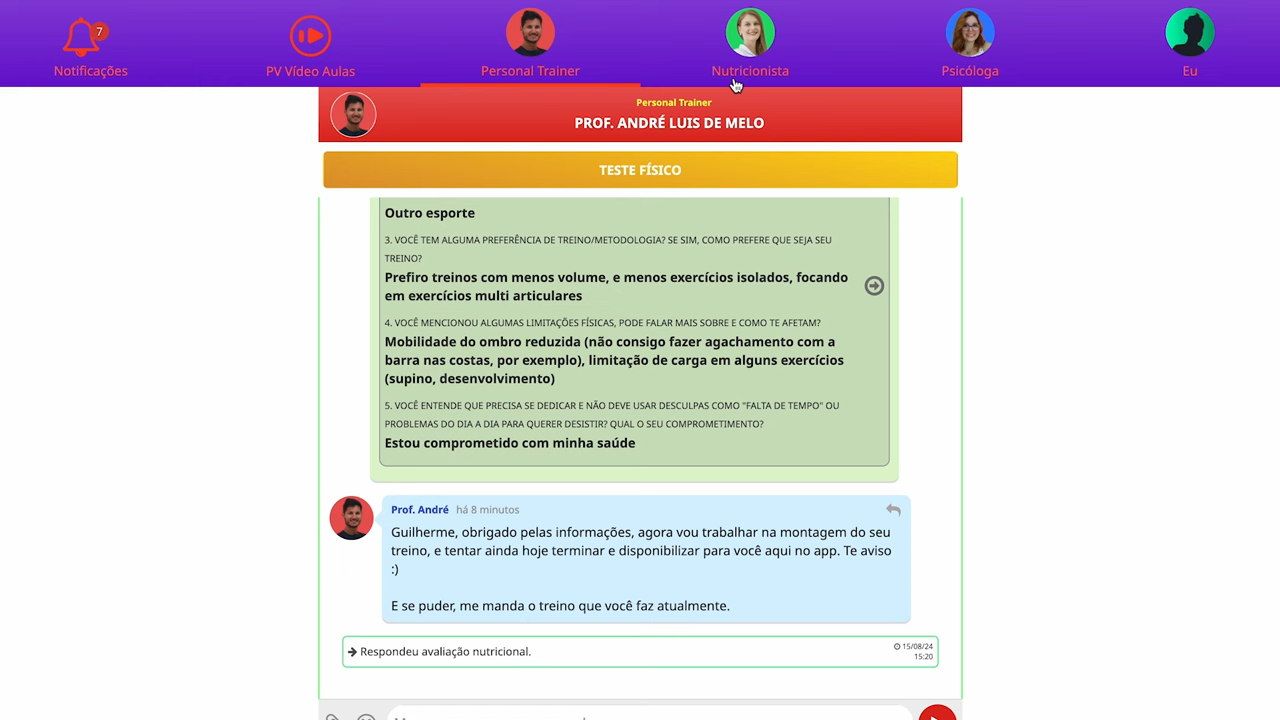 7
Notificações
PV Vídeo Aulas
Personal Trainer
Nutricionista
Psicóloga
Eu
Personal Trainer
PROF. ANDRÉ LUIS DE MELO
TESTE FÍSICO
Outro esporte
3. VOCÊ TEM ALGUMA PREFERÊNCIA DE TREINO/METODOLOGIA? SE SIM, COMO PREFERE QUE SEJA SEU
TREINO?
Prefiro treinos com menos volume, e menos exercícios isolados, focando
em exercícios multi articulares
4. VOCÊ MENCIONOU ALGUMAS LIMITAÇÕES FÍSICAS, PODE FALAR MAIS SOBRE E COMO TE AFETAM?
Mobilidade do ombro reduzida (não consigo fazer agachamento com a
barra nas costas, por exemplo), limitação de carga em alguns exercícios
(supino, desenvolvimento)
5. VOCÊ ENTENDE QUE PRECISA SE DEDICAR E NÃO DEVE USAR DESCULPAS COMO "FALTA DE TEMPO" OU
PROBLEMAS DO DIA A DIA PARA QUERER DESISTIR? QUAL O SEU COMPROMETIMENTO?
Estou comprometido com minha saúde
Prof. André há 8 minutos
Guilherme, obrigado pelas informações, agora vou trabalhar na montagem do seu
treino, e tentar ainda hoje terminar e disponibilizar para você aqui no app. Te aviso
:)
E se puder, me manda o treino que você faz atualmente.
Respondeu avaliação nutricional.
15/08/24
15:20